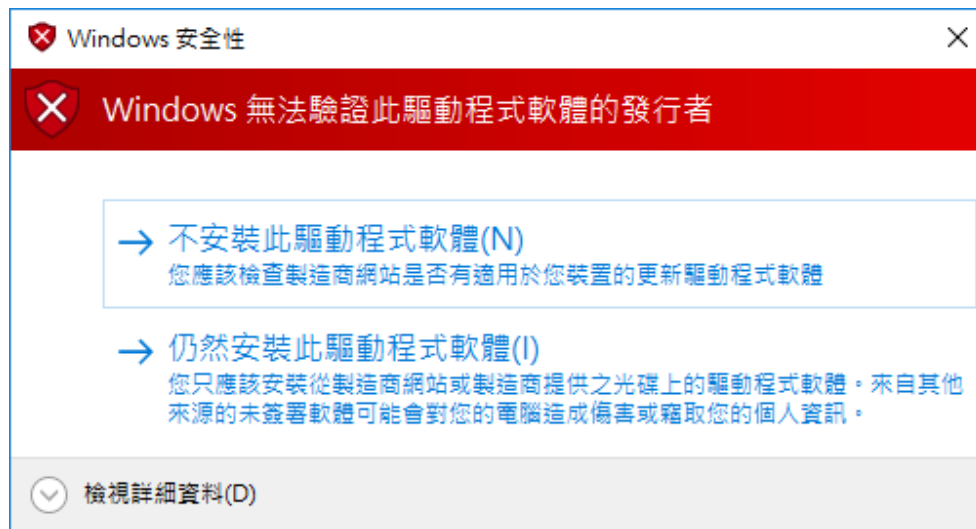 Windows 安全性
Windows 無法驗證此驅動程式軟體的發行者
不安裝此驅動程式軟體(N)
您應該檢查製造商網站是否有適用於您裝置的更新驅動程式軟體
仍然安裝此驅動程式軟體(I)
您只應該安裝從製造商網站或製造商提供之光碟上的驅動程式軟體。來自其他
來源的未簽署軟體可能會對您的電腦造成傷害或竊取您的個人資訊。
檢視詳細資料(D)